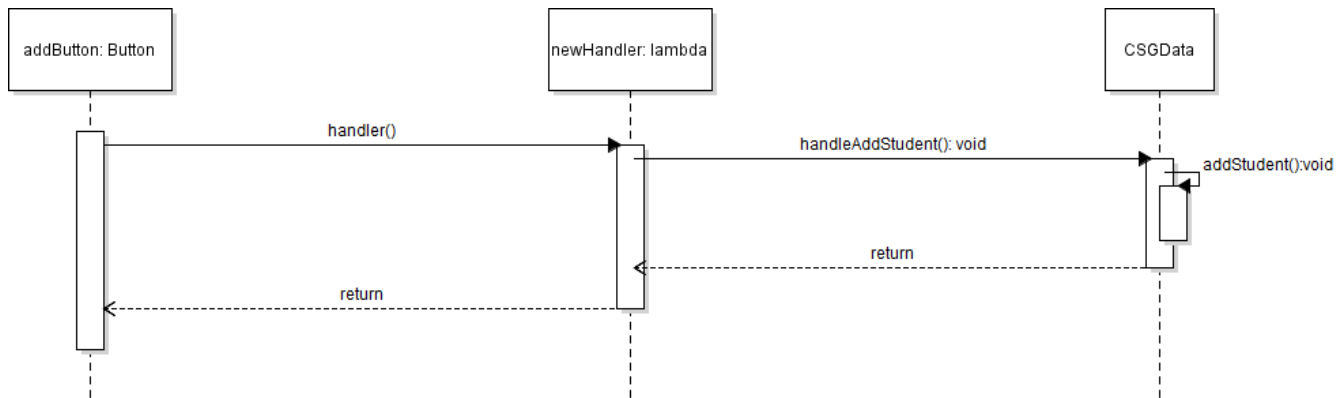 addButton: Button
newHandler: lambda
CSGData
handler()
handleAddStudent(): void
addStudent():void
return
return